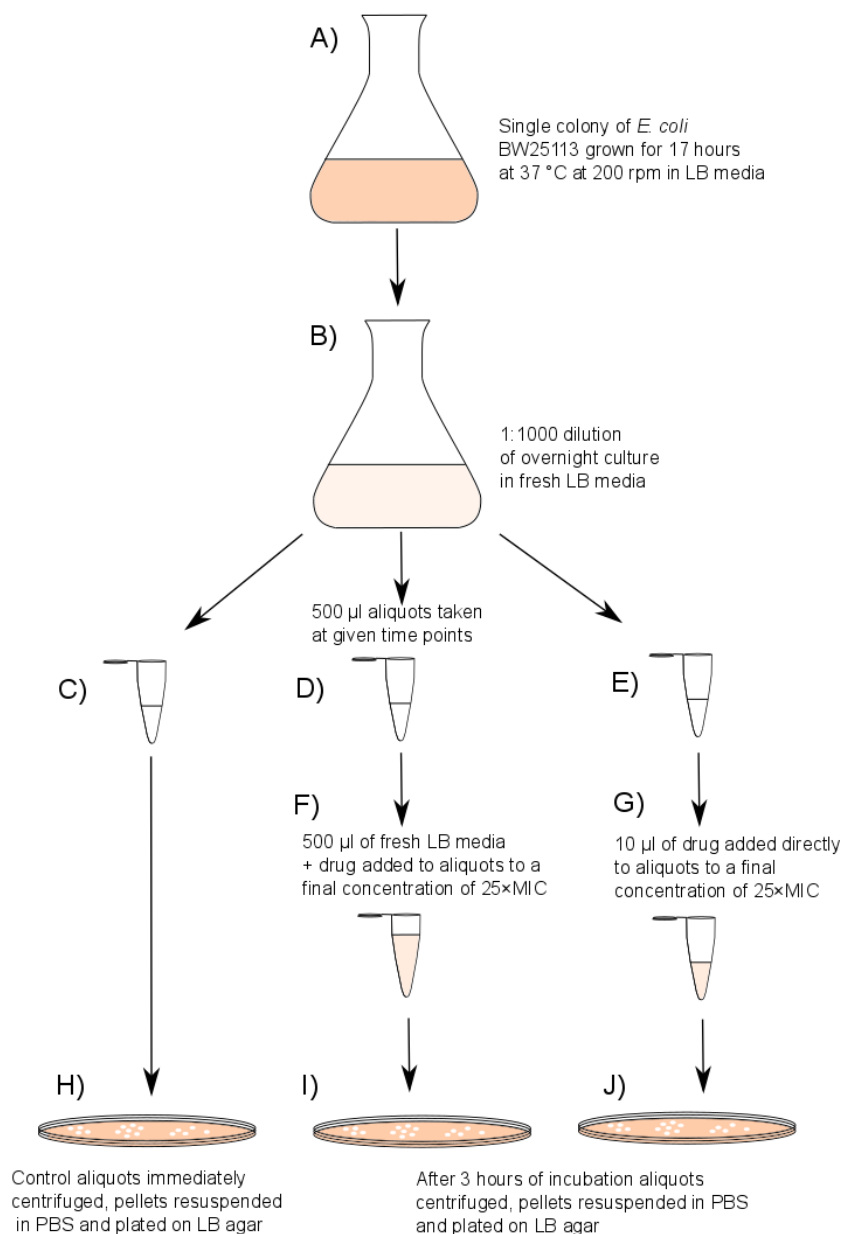 A)
Single colony of E. coli
BW25113 grown for 17 hours
at 37 °C at 200 rpm in LB media
B)
1:1000 dilution
of overnight culture
in fresh LB media
500 µl aliquots taken
at given time points
C)
D)
E)
F)
500 µl of fresh LB media
+ drug added to aliquots to a
final concentration of 25×MIC
G)
10 µl of drug added directly
to aliquots to a final
concentration of 25×MIC
H)
I)
J)
Control aliquots immediately
centrifuged, pellets resuspended
in PBS and plated on LB agar
After 3 hours of incubation aliquots
centrifuged, pellets resuspended in PBS
and plated on LB agar